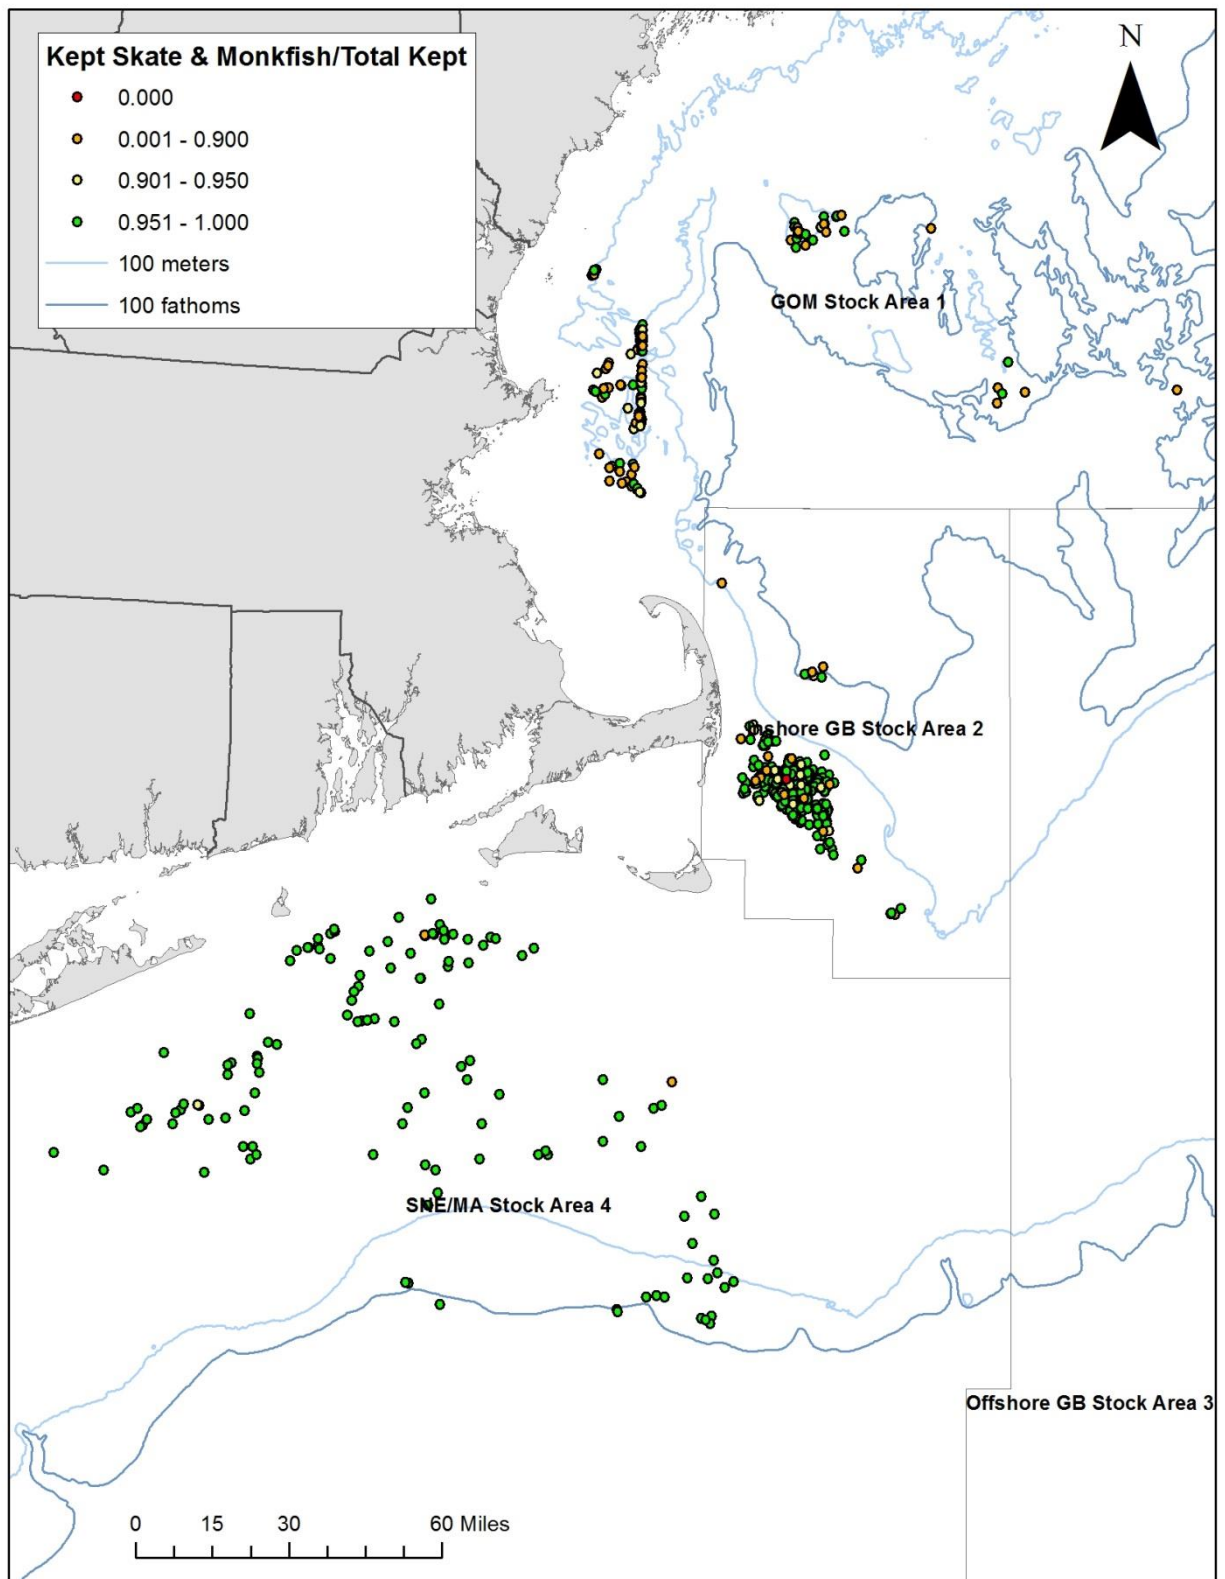 Kept Skate & Monkfish/Total Kept
0.000
0.001 - 0.900
0.901 - 0.950
0.951 - 1.000
100 meters
100 fathoms
N
GOM Stock Area 1
Inshore GB Stock Area 2
SNE/MA Stock Area 4
Offshore GB Stock Area 3
0 15 30 60 Miles